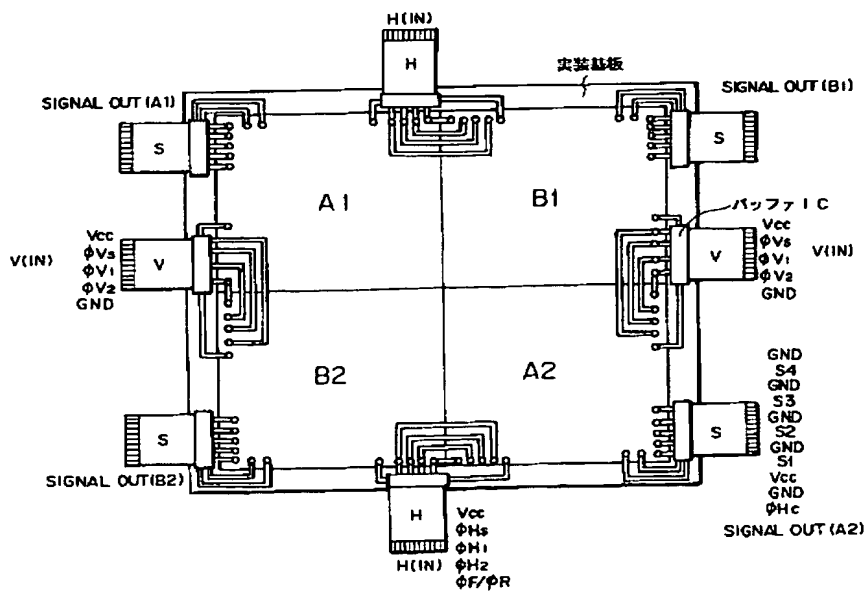 H(IN)
H
実装基板
SIGNAL OUT(A1)
SIGNAL OUT(B1)
S
S
A1
B1
バッファIC
V(IN)
Vcc
φVs
φV1
φV2
GND
V
V
Vcc
φVs
φV1
φV2
GND
V(IN)
B2
A2
S
S
GND
S4
GND
S3
GND
S2
GND
S1
Vcc
GND
φHc
SIGNAL OUT(B2)
SIGNAL OUT(A2)
H
H(IN)
Vcc
φHs
φH1
φH2
φF/φR